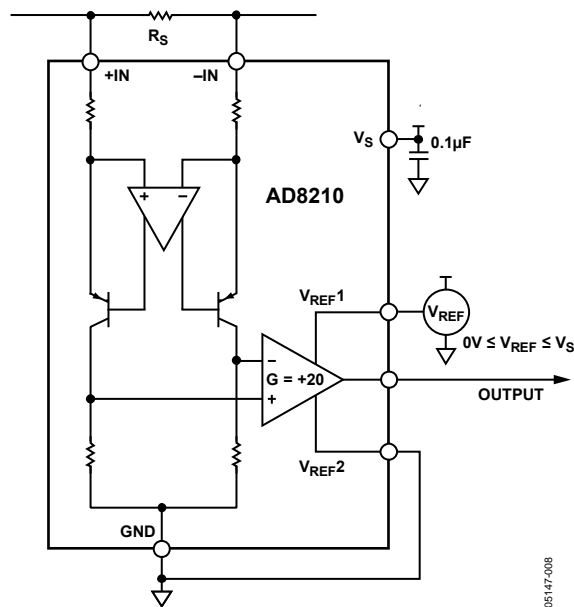 RS
+IN
–IN
VS
0.1µF
AD8210
+
–
VREF1
VREF
0V ≤ VREF ≤ VS
–
G = +20
+
OUTPUT
VREF2
GND
05147-008